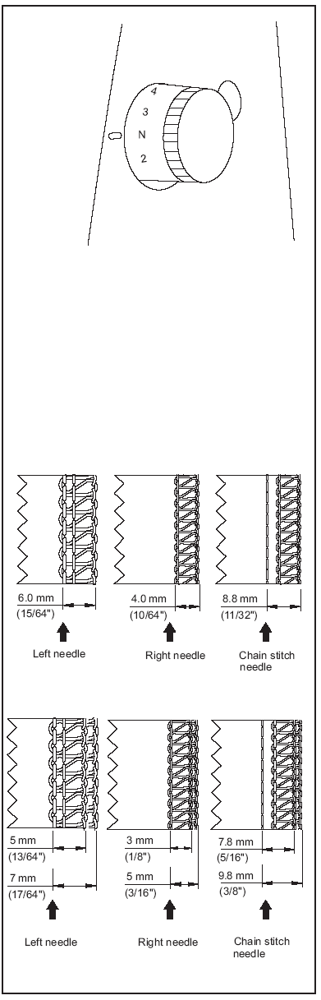 4
3
N
2
6.0 mm
(15/64")
4.0 mm
(10/64")
8.8 mm
(11/32")
Left needle
Right needle
Chain stitch
needle
5 mm
(13/64")
3 mm
(1/8")
7.8 mm
(5/16")
7 mm
(17/64")
5 mm
(3/16")
9.8 mm
(3/8")
Left needle
Right needle
Chain stitch
needle